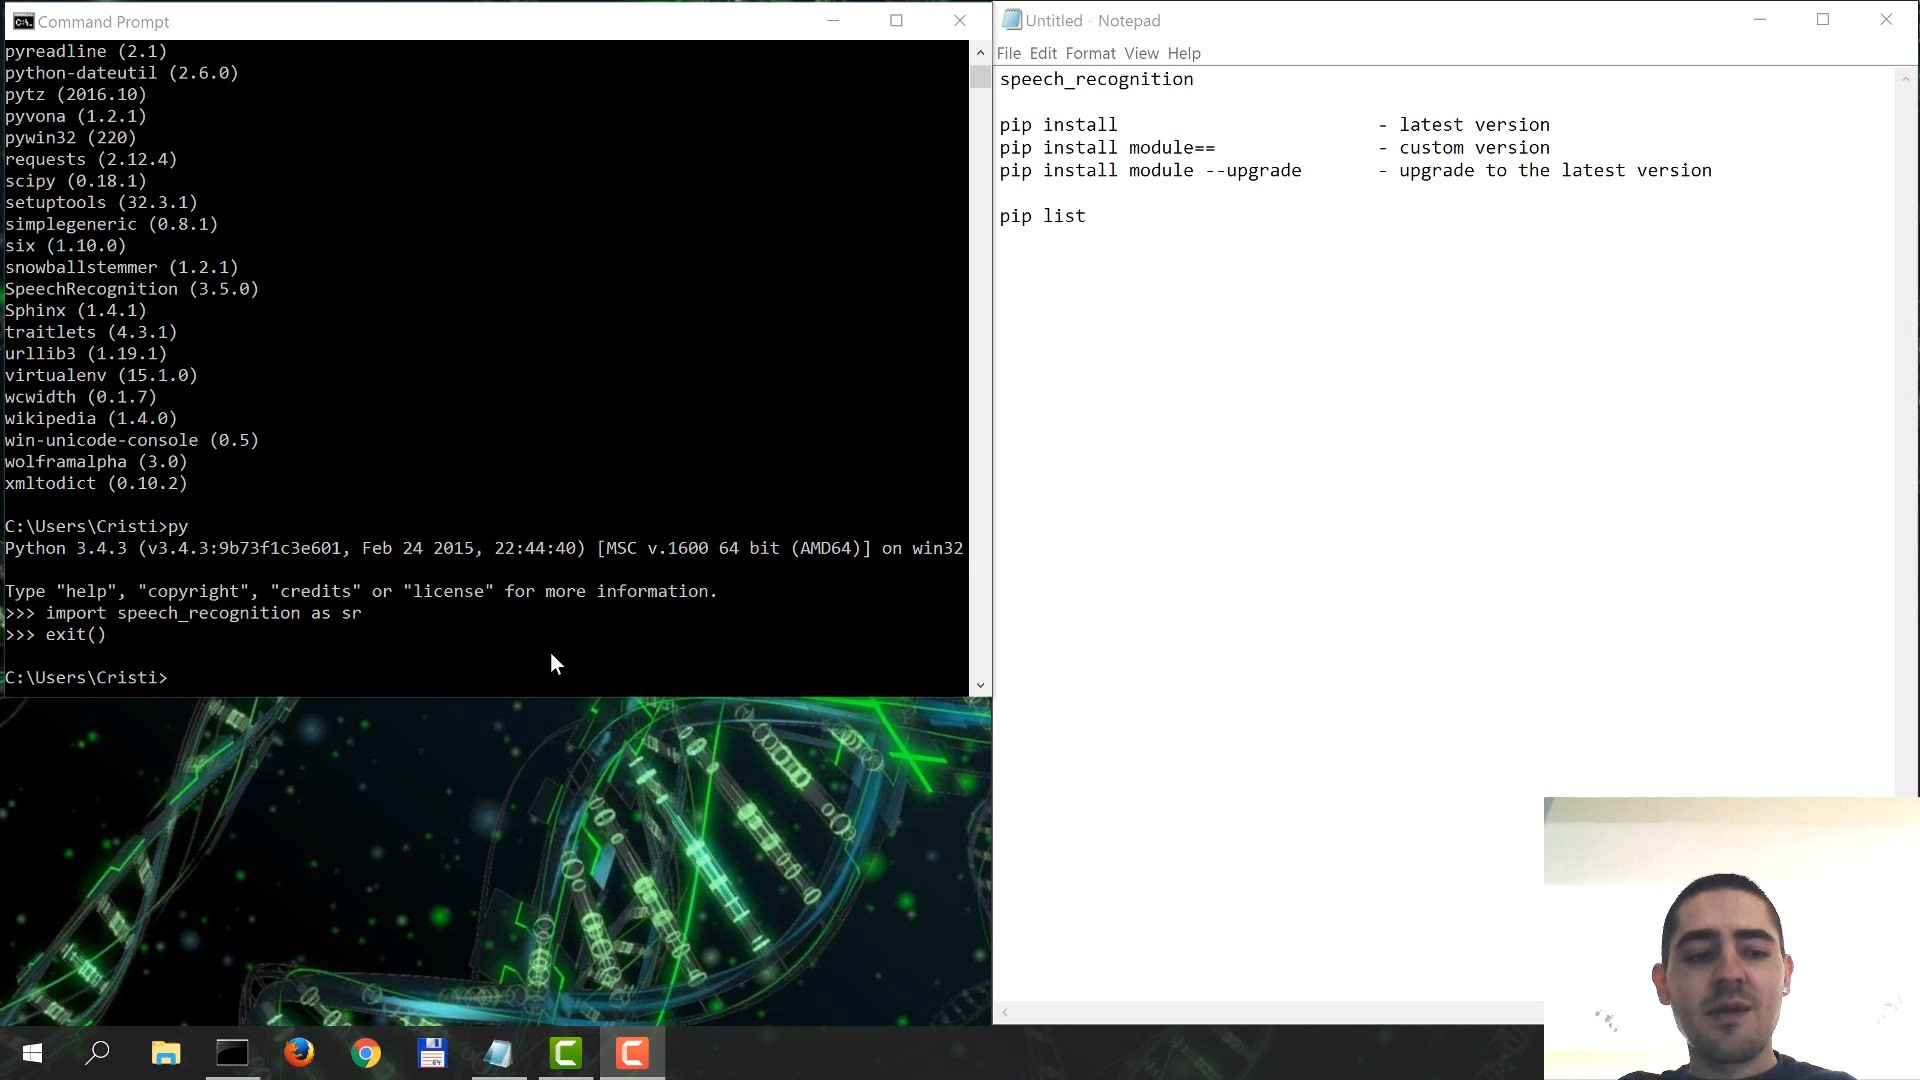 Command Prompt
pyreadline (2.1)
python-dateutil (2.6.0)
pytz (2016.10)
pyvona (1.2.1)
pywin32 (220)
requests (2.12.4)
scipy (0.18.1)
setuptools (32.3.1)
simplegeneric (0.8.1)
six (1.10.0)
snowballstemmer (1.2.1)
SpeechRecognition (3.5.0)
Sphinx (1.4.1)
traitlets (4.3.1)
urllib3 (1.19.1)
virtualenv (15.1.0)
wcwidth (0.1.7)
wikipedia (1.4.0)
win-unicode-console (0.5)
wolframalpha (3.0)
xmltodict (0.10.2)
C:\Users\Cristi>py
Python 3.4.3 (v3.4.3:9b73f1c3e601, Feb 24 2015, 22:44:40) [MSC v.1600 64 bit (AMD64)] on win32
Type "help", "copyright", "credits" or "license" for more information.
>>> import speech_recognition as sr
>>> exit()
C:\Users\Cristi>
Untitled - Notepad
File Edit Format View Help
speech_recognition
pip install - latest version
pip install module== - custom version
pip install module --upgrade - upgrade to the latest version
pip list